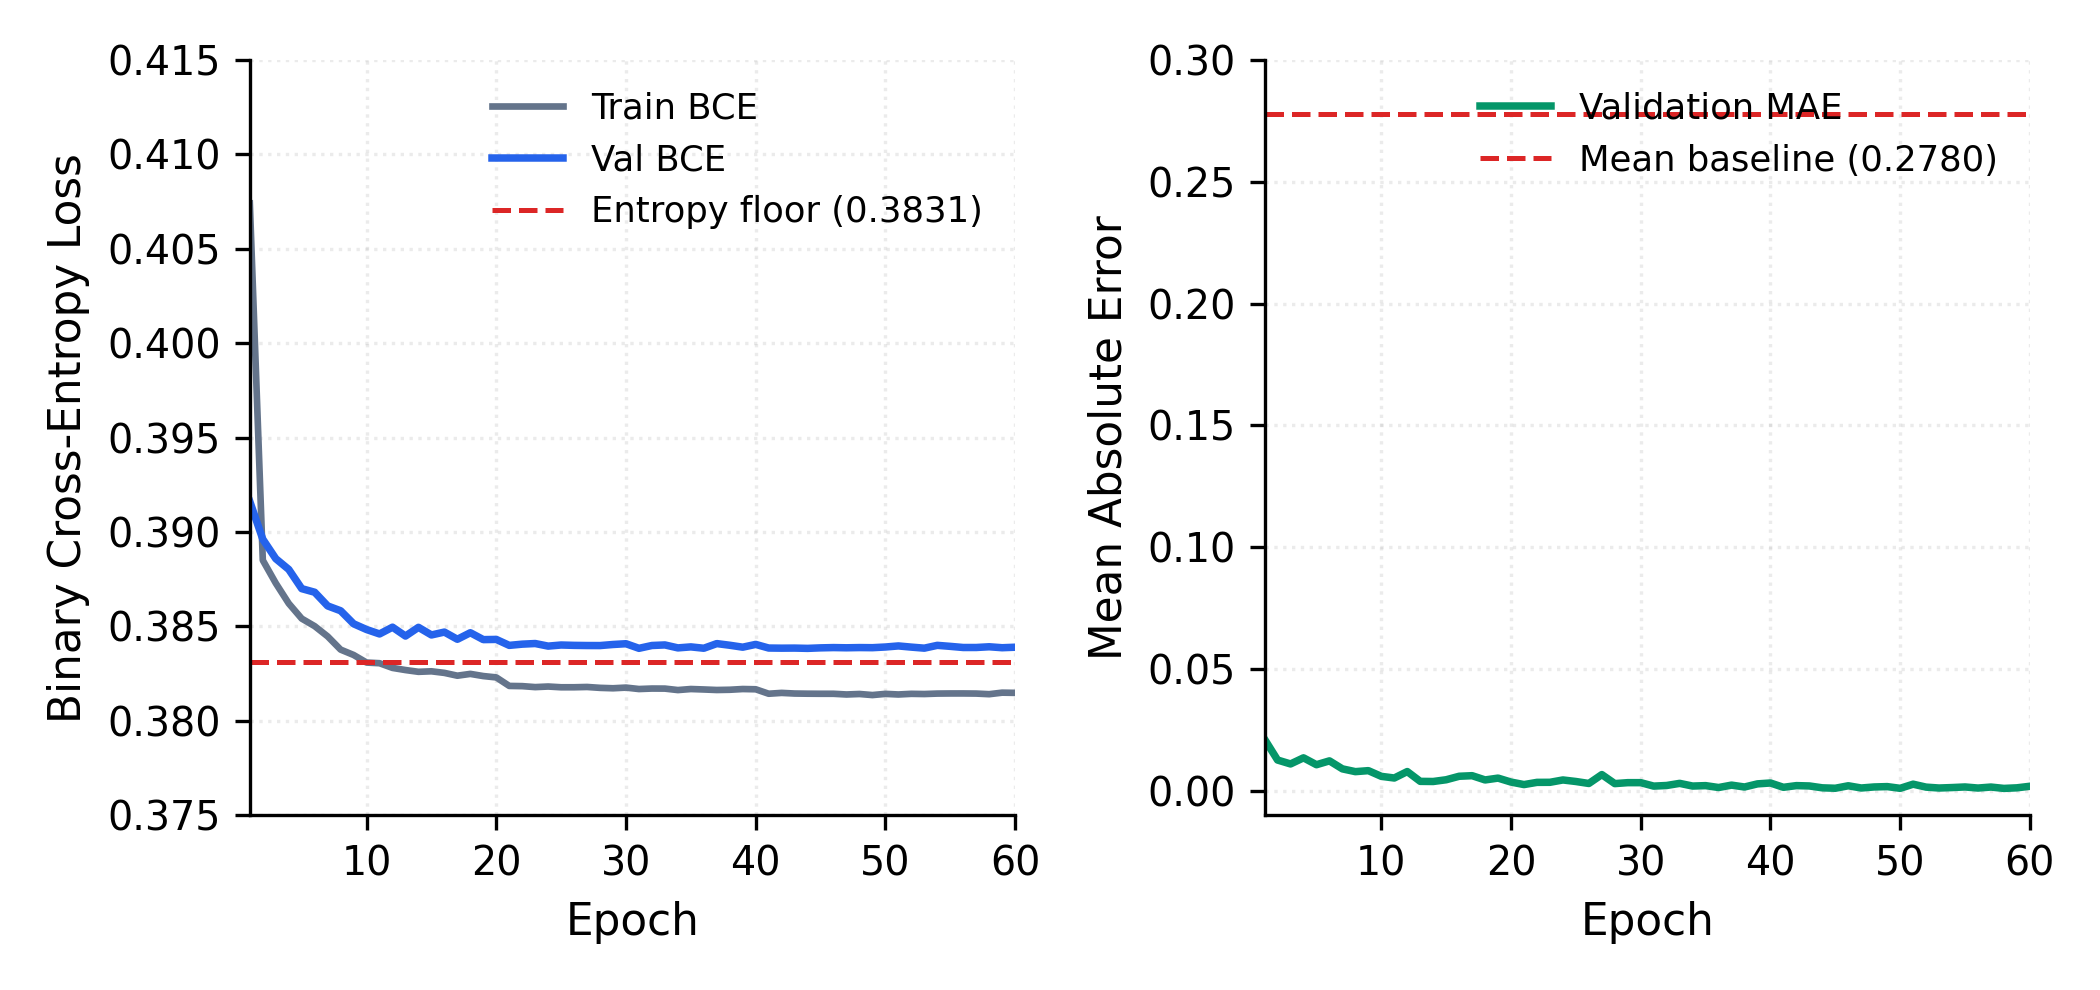 Binary Cross-Entropy Loss
0.415
0.410
0.405
0.400
0.395
0.390
0.385
0.380
0.375
Train BCE
Val BCE
Entropy floor (0.3831)
10 20 30 40 50 60
Epoch
Mean Absolute Error
0.30
0.25
0.20
0.15
0.10
0.05
0.00
Validation MAE
Mean baseline (0.2780)
10 20 30 40 50 60
Epoch